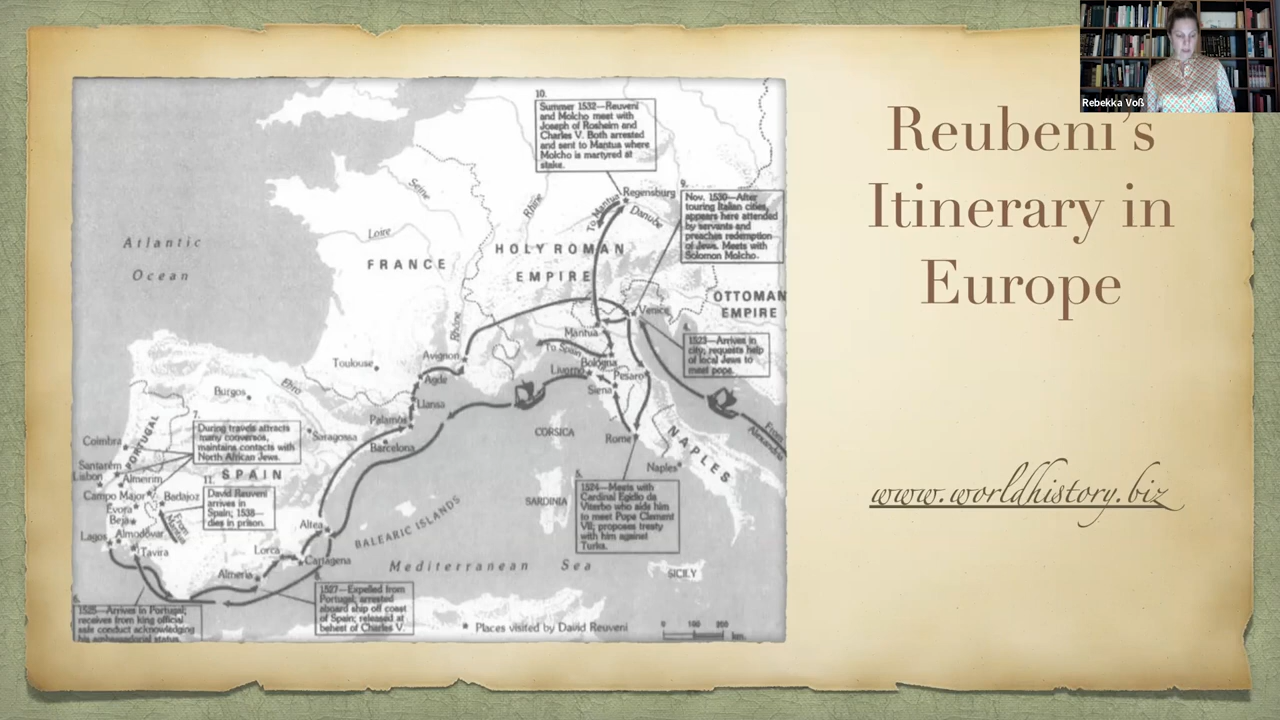 Rebekka Voß
Reubeni's
Itinerary in
Europe
www.worldhistory.biz
10.
Summer 1532—Reuveni
and Molcho meet with
Joseph of Rosheim and
Charles V. Both arrested
and sent to Mantua where
Molcho is martyred at
stake.
Regensburg
To Mantua
Danube
Rhine
Seine
Loire
Atlantic
Ocean
FRANCE
HOLY ROMAN
EMPIRE
9.
Nov. 1530—After
touring Italian cities,
appears here attended
by servants and
preaches redemption
of Jews. Meets with
Solomon Molcho.
OTTOMAN
EMPIRE
Venice
Mantua
4.
1523—Arrives in
city; requests help
of local Jews to
meet pope.
Rhône
To Spain
Bologna
Avignon
Toulouse
Agde
Livorno
Pesaro
Siena
Burgos
Ebro
Llansa
Palamos
Barcelona
CORSICA
Rome
NAPLES
From
Alexandria
Naples
7.
During travels attracts
many conversos,
maintains contacts with
North African Jews.
Saragossa
Coimbra
PORTUGAL
SPAIN
Santarém
Lisbon
Almeirim
Campo Major
Badajoz
Évora
Beja
Almodóvar
Lagos
Tavira
11.
David Reuveni
arrives in
Spain; 1538—
dies in prison.
From
Mantua
5.
1524—Meets with
Cardinal Egidio da
Viterbo who aids him
to meet Pope Clement
VII; proposes treaty
with him against
Turks.
SARDINIA
Altea
BALEARIC ISLANDS
Lorca
Cartagena
Almeria
Mediterranean Sea
SICILY
6.
1525—Arrives in Portugal;
receives from king official
safe conduct acknowledging
his ambassadorial status.
8.
1527—Expelled from
Portugal; arrested
aboard ship off coast
of Spain; released at
behest of Charles V.
* Places visited by David Reuveni
0 100 200
km.